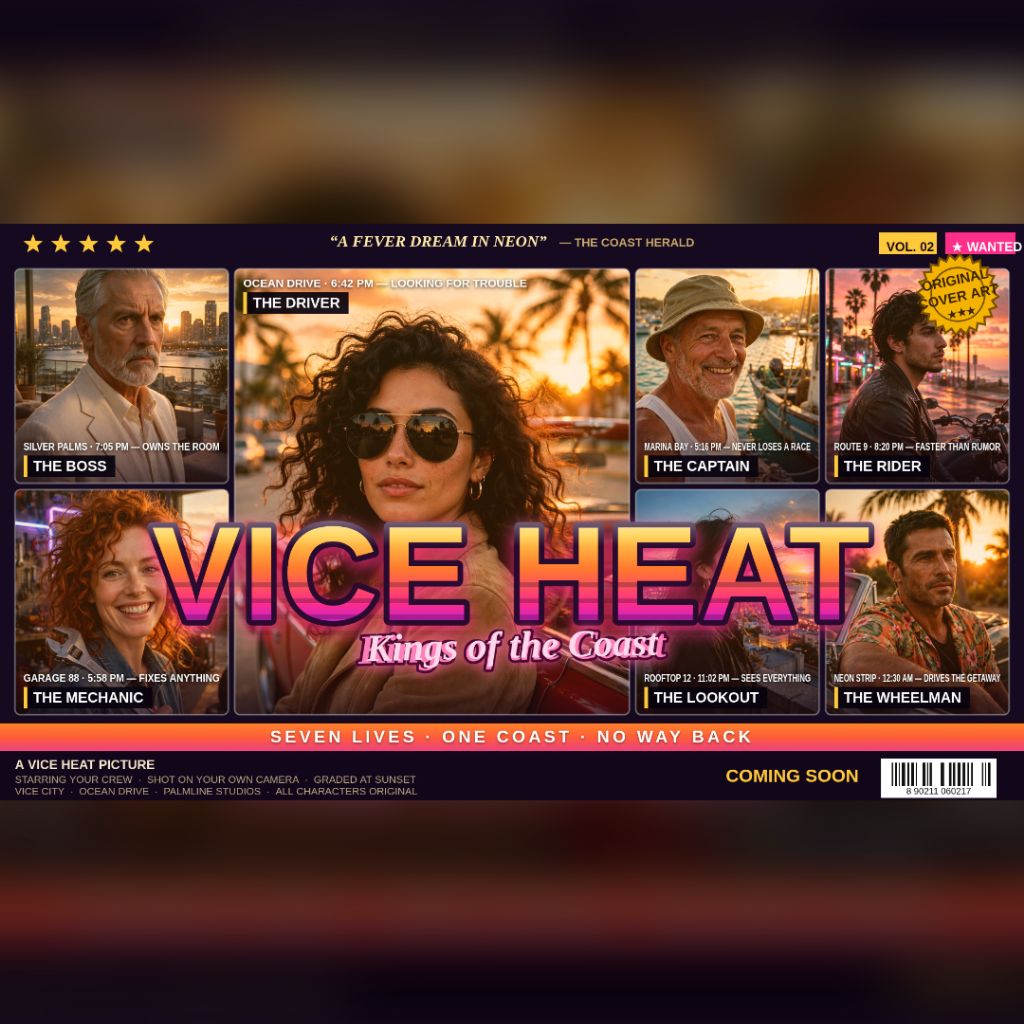 “A FEVER DREAM IN NEON” — THE COAST HERALD
VOL. 02
★ WANTED
ORIGINAL
OVER ART
★★★
OCEAN DRIVE · 6:42 PM — LOOKING FOR TROUBLE
THE DRIVER
SILVER PALMS · 7:05 PM — OWNS THE ROOM
THE BOSS
MARINA BAY · 5:16 PM — NEVER LOSES A RACE
THE CAPTAIN
ROUTE 9 · 8:20 PM — FASTER THAN RUMOR
THE RIDER
VICE HEAT
Kings of the Coast
GARAGE 88 · 5:58 PM — FIXES ANYTHING
THE MECHANIC
ROOFTOP 12 · 11:02 PM — SEES EVERYTHING
THE LOOKOUT
NEON STRIP · 12:30 AM — DRIVES THE GETAWAY
THE WHEELMAN
SEVEN LIVES · ONE COAST · NO WAY BACK
A VICE HEAT PICTURE
STARRING YOUR CREW · SHOT ON YOUR OWN CAMERA · GRADED AT SUNSET
VICE CITY · OCEAN DRIVE · PALMLINE STUDIOS · ALL CHARACTERS ORIGINAL
COMING SOON
8 90211 060217